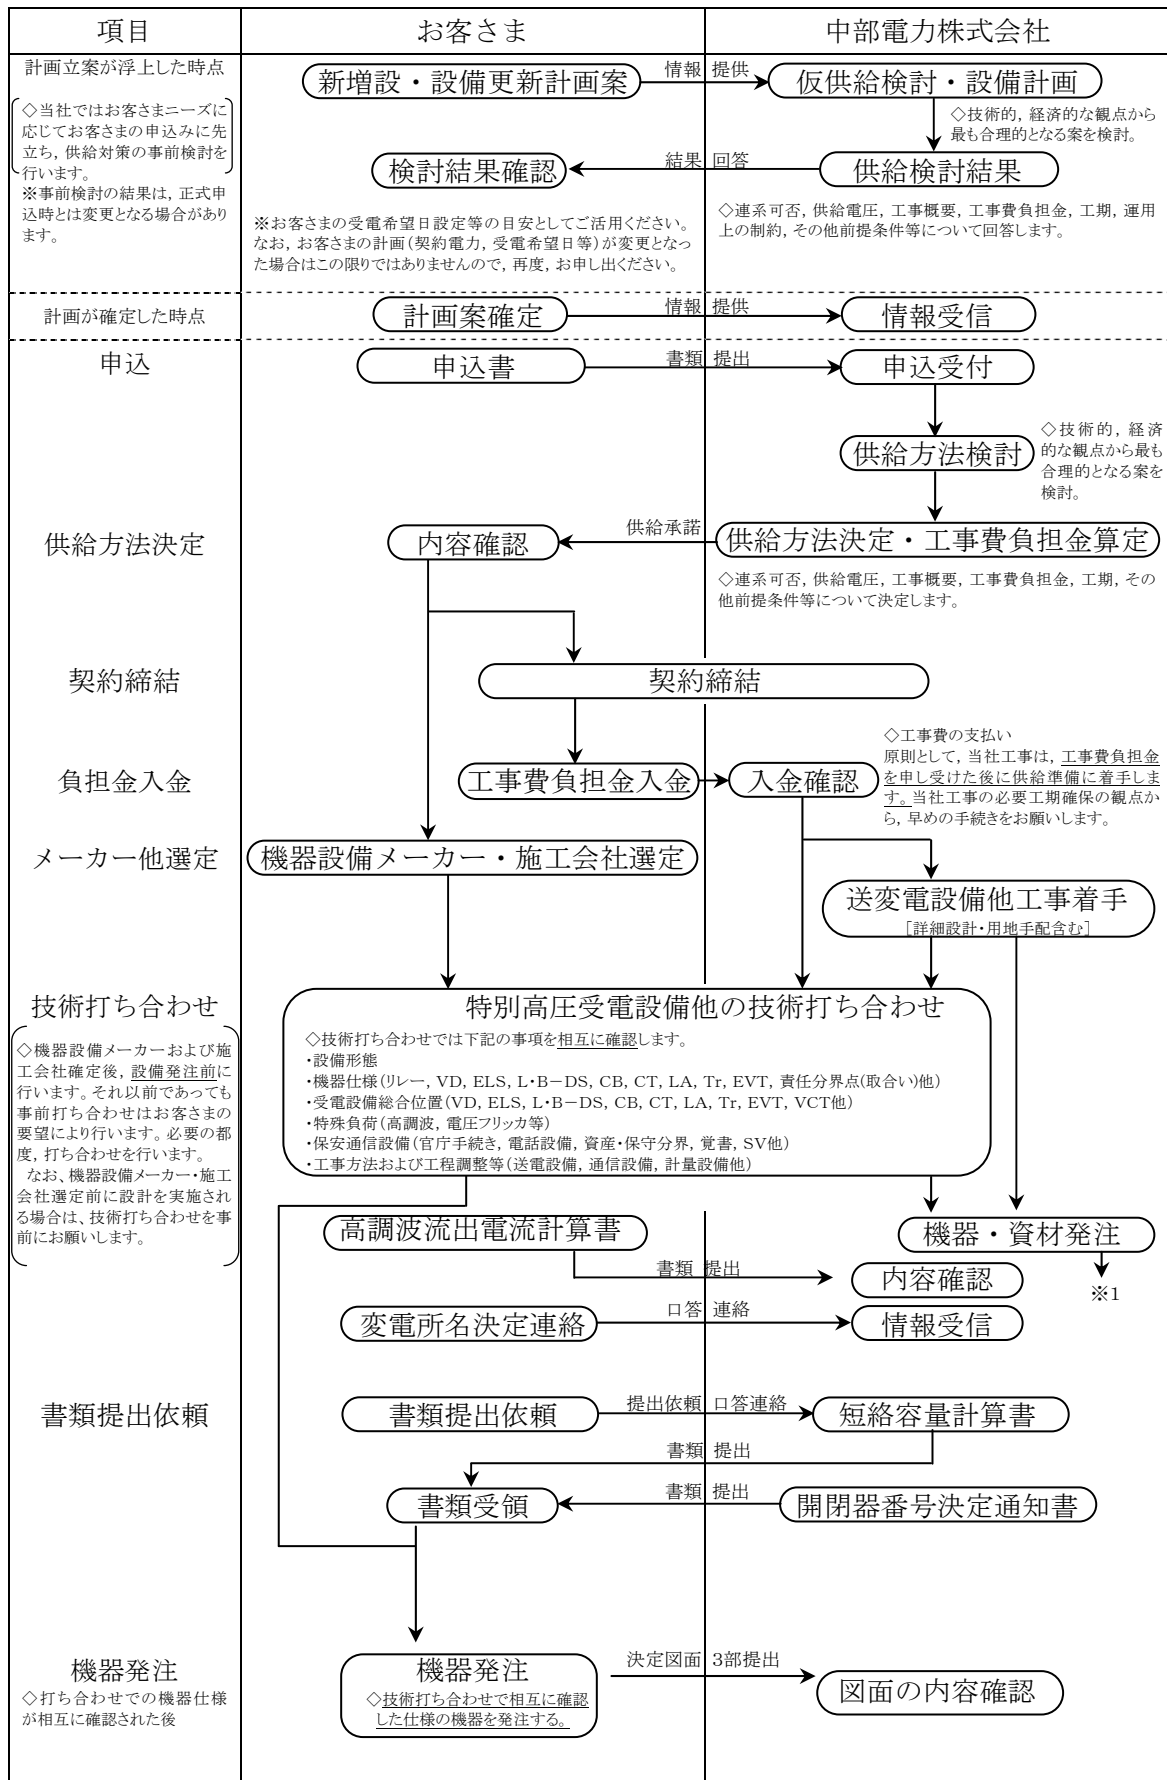 項目
お客さま
中部電力株式会社
計画立案が浮上した時点
◇当社ではお客さまニーズに
応じてお客さまの申込みに先
立ち，供給対策の事前検討を
行います。
※事前検討の結果は，正式申
込時とは変更となる場合があり
ます。
新増設・設備更新計画案
情報 提供
仮供給検討・設備計画
◇技術的，経済的な観点から
最も合理的となる案を検討。
検討結果確認
結果 回答
供給検討結果
※お客さまの受電希望日設定等の目安としてご活用ください。
なお，お客さまの計画（契約電力，受電希望日等）が変更となっ
た場合はこの限りではありませんので，再度，お申し出ください。
◇連系可否，供給電圧，工事概要，工事費負担金，工期，運用
上の制約，その他前提条件等について回答します。
計画が確定した時点
計画案確定
情報 提供
情報受信
申込
申込書
書類 提出
申込受付
供給方法検討
◇技術的，経済
的な観点から最も
合理的となる案を
検討。
供給方法決定
内容確認
供給承諾
供給方法決定・工事費負担金算定
◇連系可否，供給電圧，工事概要，工事費負担金，工期，その
他前提条件等について決定します。
契約締結
契約締結
負担金入金
工事費負担金入金
入金確認
◇工事費の支払い
原則として，当社工事は，工事費負担金
を申し受けた後に供給準備に着手しま
す。当社工事の必要工期確保の観点か
ら，早めの手続きをお願いします。
メーカー他選定
機器設備メーカー・施工会社選定
送変電設備他工事着手
［詳細設計・用地手配含む］
技術打ち合わせ
◇機器設備メーカーおよび施
工会社確定後，設備発注前に
行います。それ以前であっても
事前打ち合わせはお客さまの
要望により行います。必要の都
度，打ち合わせを行います。
なお、機器設備メーカー・施工
会社選定前に設計を実施され
る場合は、技術打ち合わせを事
前にお願いします。
特別高圧受電設備他の技術打ち合わせ
◇技術打ち合わせでは下記の事項を相互に確認します。
・設備形態
・機器仕様（リレー，VD，ELS，L・B－DS，CB，CT，LA，Tr，EVT，責任分界点（取合い）他）
・受電設備総合位置（VD，ELS，L・B－DS，CB，CT，LA，Tr，EVT，VCT他）
・特殊負荷（高調波，電圧フリッカ等）
・保安通信設備（官庁手続き，電話設備，資産・保守分界，覚書，SV他）
・工事方法および工程調整等（送電設備，通信設備，計量設備他）
高調波流出電流計算書
機器・資材発注
書類 提出
内容確認
※1
変電所名決定連絡
口答 連絡
情報受信
書類提出依頼
書類提出依頼
提出依頼 口答連絡
短絡容量計算書
書類 提出
書類受領
書類 提出
開閉器番号決定通知書
機器発注
◇打ち合わせでの機器仕様
が相互に確認された後
機器発注
◇技術打ち合わせで相互に確認
した仕様の機器を発注する。
決定図面 3部提出
図面の内容確認